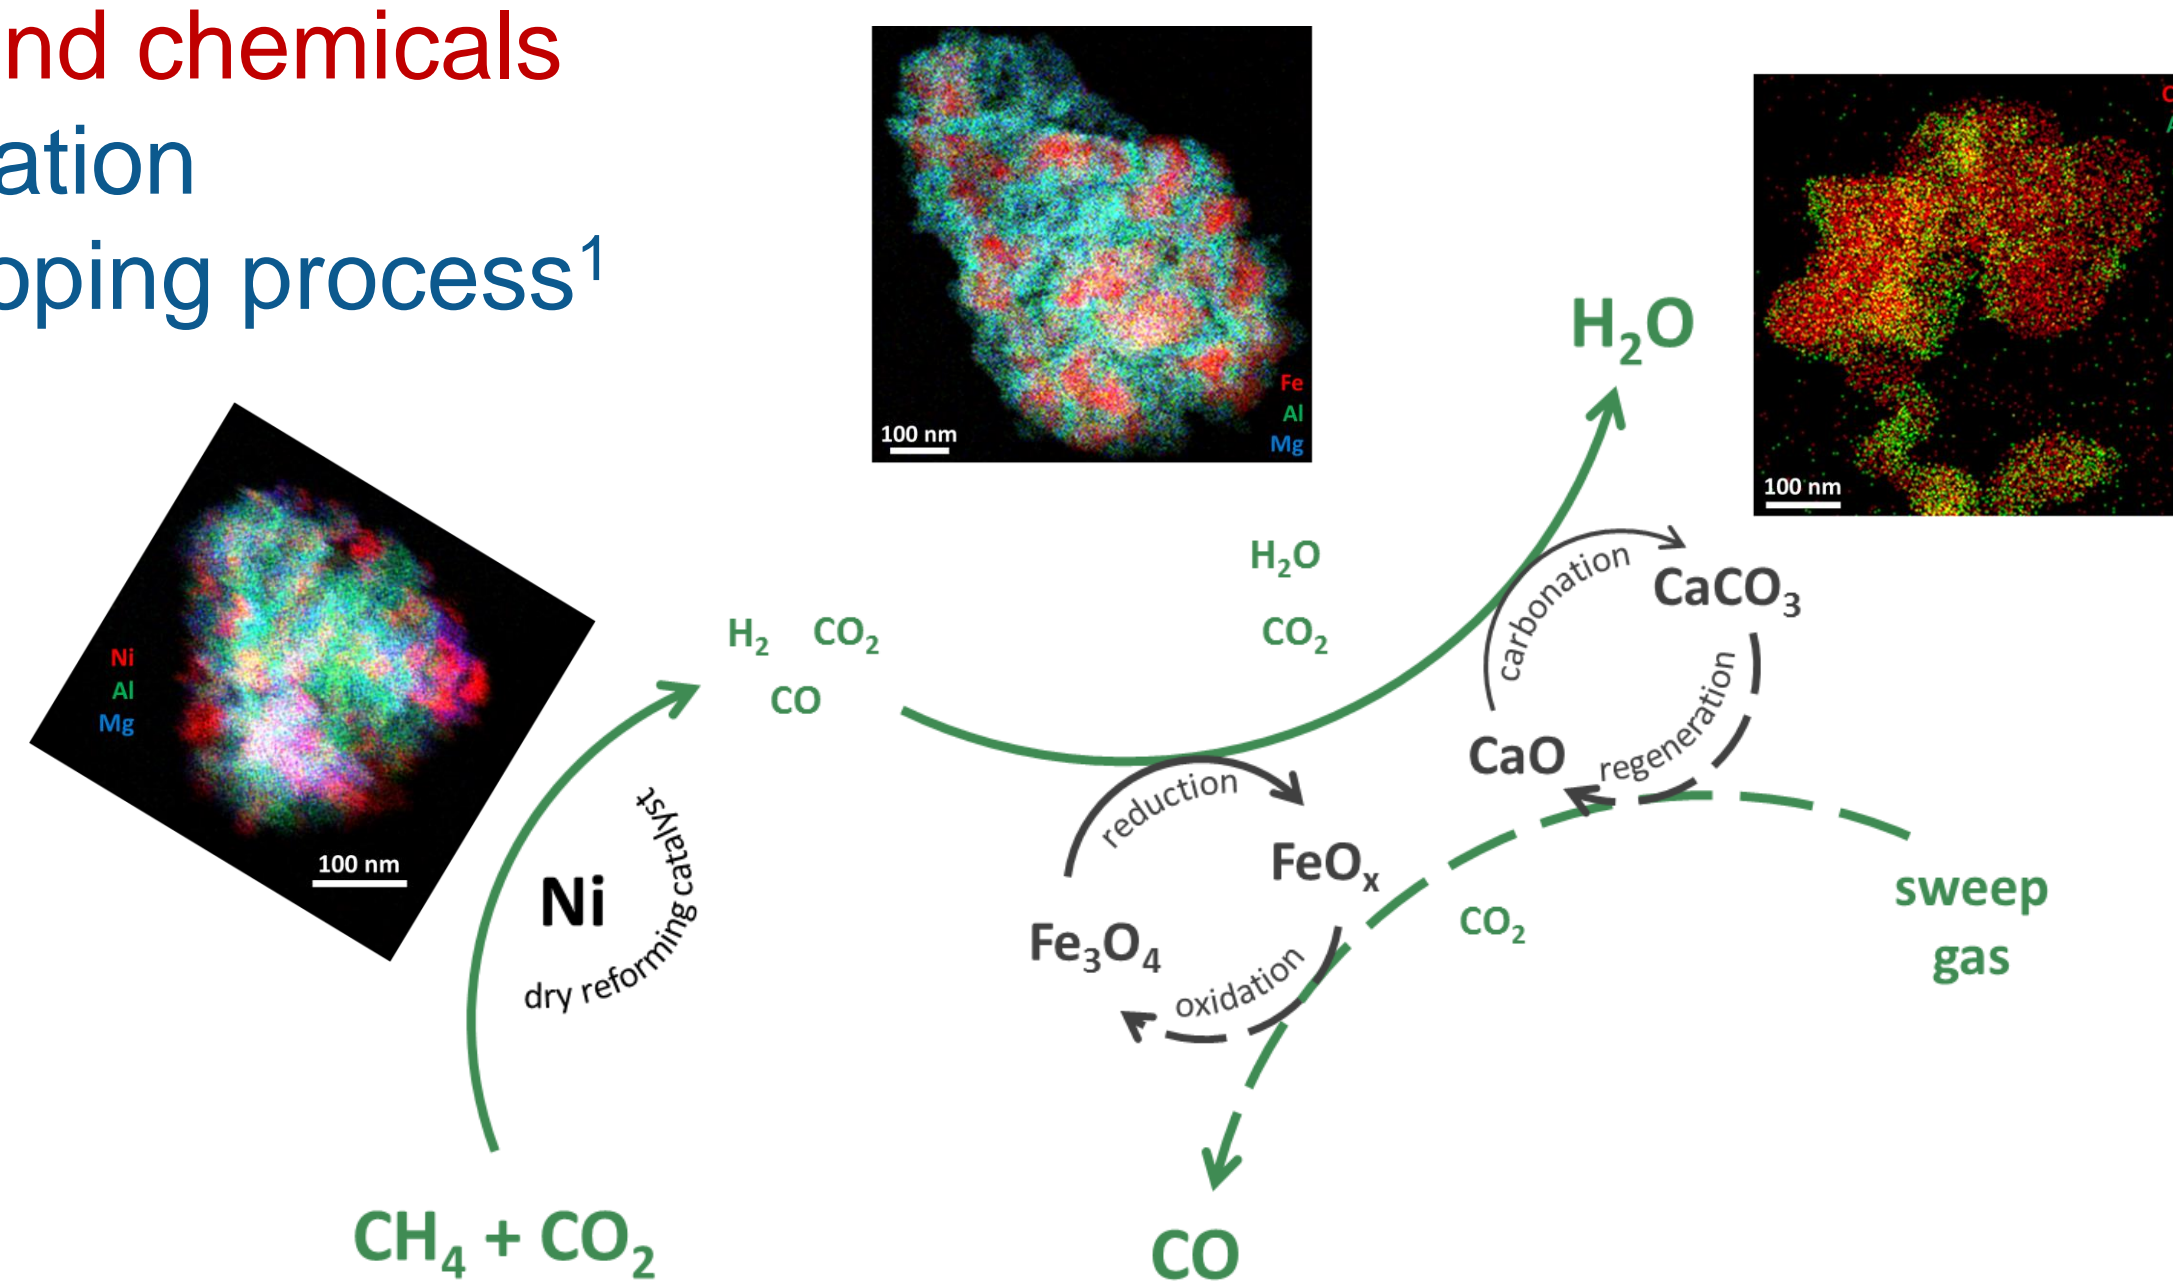 nd chemicals
ation
pping process¹
Fe
Al
Mg
100 nm
100 nm
Ni
Al
Mg
100 nm
H₂O
H₂O
CO₂
H₂ CO₂
CO
carbonation
CaCO₃
regeneration
CaO
reduction
FeOₓ
Fe₃O₄
oxidation
CO₂
sweep
gas
Ni
dry reforming catalyst
CH₄ + CO₂
CO